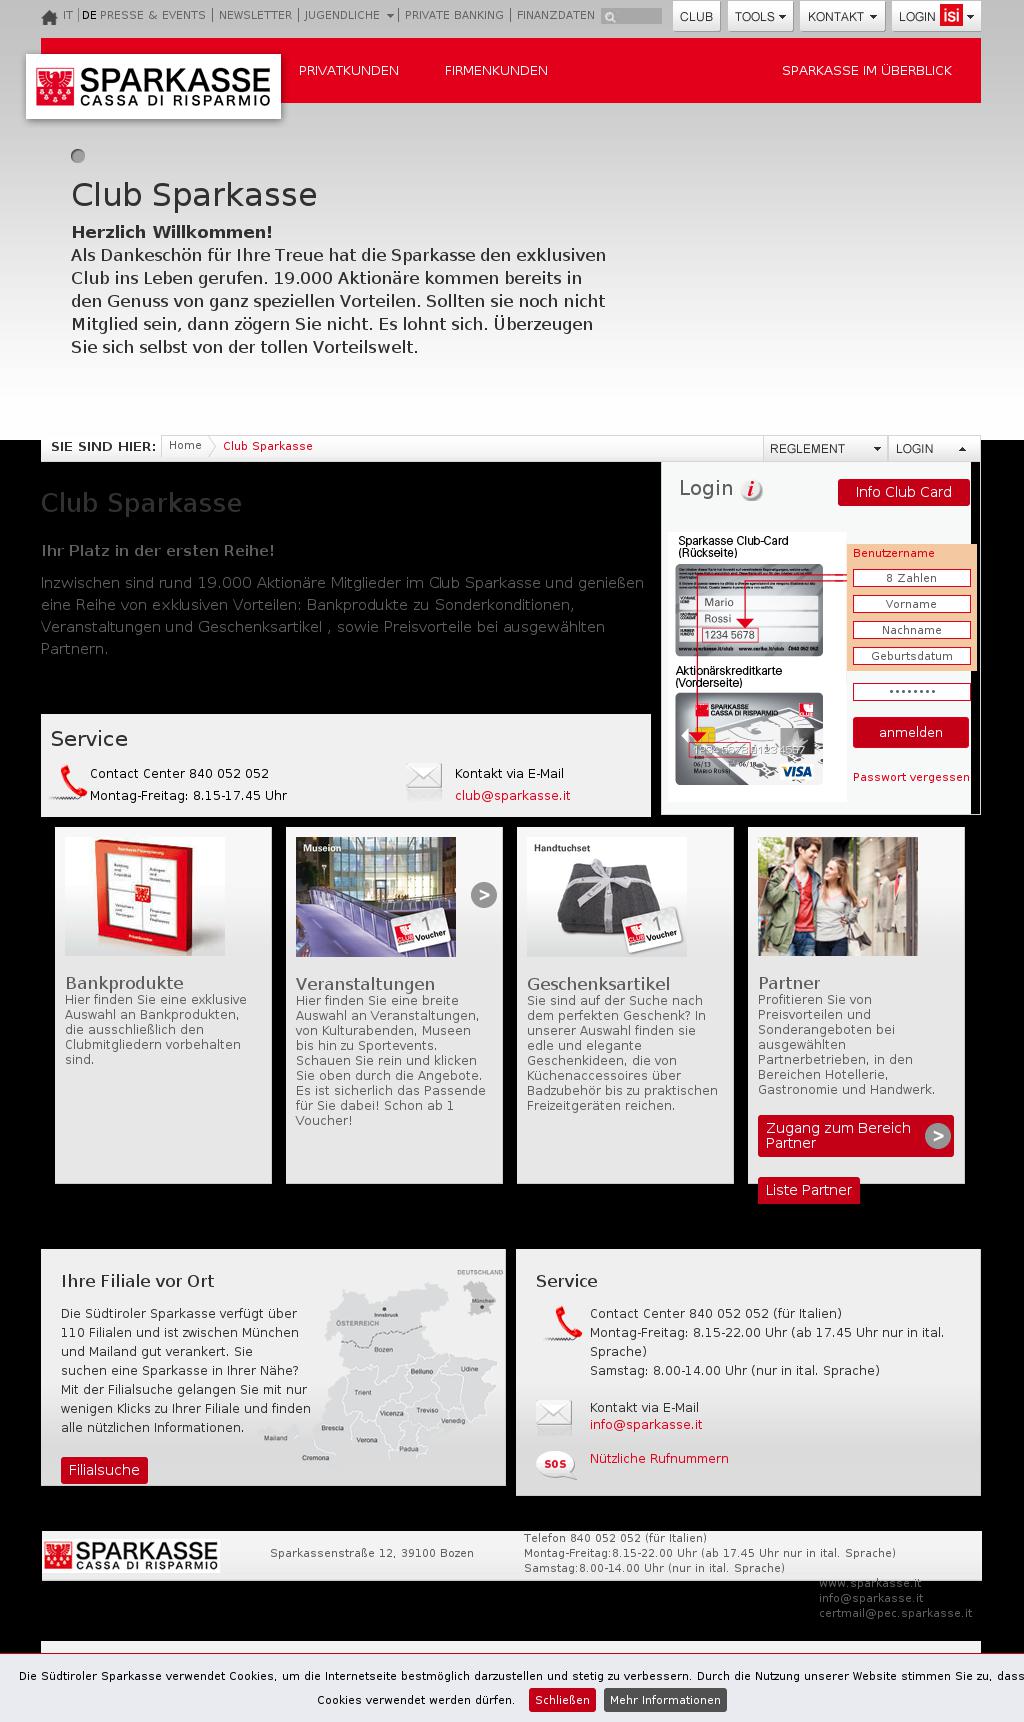 IT | DE PRESSE & EVENTS | NEWSLETTER | JUGENDLICHE | PRIVATE BANKING | FINANZDATEN
CLUB TOOLS KONTAKT LOGIN isi
SPARKASSE
CASSA DI RISPARMIO
PRIVATKUNDEN FIRMENKUNDEN SPARKASSE IM ÜBERBLICK
Club Sparkasse
Herzlich Willkommen!
Als Dankeschön für Ihre Treue hat die Sparkasse den exklusiven
Club ins Leben gerufen. 19.000 Aktionäre kommen bereits in
den Genuss von ganz speziellen Vorteilen. Sollten sie noch nicht
Mitglied sein, dann zögern Sie nicht. Es lohnt sich. Überzeugen
Sie sich selbst von der tollen Vorteilswelt.
SIE SIND HIER: Home Club Sparkasse
REGLEMENT LOGIN
Club Sparkasse
Ihr Platz in der ersten Reihe!
Inzwischen sind rund 19.000 Aktionäre Mitglieder im Club Sparkasse und genießen
eine Reihe von exklusiven Vorteilen: Bankprodukte zu Sonderkonditionen,
Veranstaltungen und Geschenksartikel , sowie Preisvorteile bei ausgewählten
Partnern.
Login i Info Club Card
Sparkasse Club-Card
(Rückseite)
Mario
Rossi
1234 5678
www.sparkasse.it/club
Aktionärskreditkarte
(Vorderseite)
SPARKASSE
CASSA DI RISPARMIO
06/13 06/18
MARIO ROSSI
VISA
Benutzername
8 Zahlen
Vorname
Nachname
Geburtsdatum
••••••••
anmelden
Passwort vergessen
Service
Contact Center 840 052 052
Montag-Freitag: 8.15-17.45 Uhr
Kontakt via E-Mail
club@sparkasse.it
Bankprodukte
Hier finden Sie eine exklusive
Auswahl an Bankprodukten,
die ausschließlich den
Clubmitgliedern vorbehalten
sind.
Museion
1
Voucher
>
Veranstaltungen
Hier finden Sie eine breite
Auswahl an Veranstaltungen,
von Kulturabenden, Museen
bis hin zu Sportevents.
Schauen Sie rein und klicken
Sie oben durch die Angebote.
Es ist sicherlich das Passende
für Sie dabei! Schon ab 1
Voucher!
Handtuchset
1
Voucher
Geschenksartikel
Sie sind auf der Suche nach
dem perfekten Geschenk? In
unserer Auswahl finden sie
edle und elegante
Geschenkideen, die von
Küchenaccessoires über
Badzubehör bis zu praktischen
Freizeitgeräten reichen.
Partner
Profitieren Sie von
Preisvorteilen und
Sonderangeboten bei
ausgewählten
Partnerbetrieben, in den
Bereichen Hotellerie,
Gastronomie und Handwerk.
Zugang zum Bereich
Partner >
Liste Partner
Ihre Filiale vor Ort
Die Südtiroler Sparkasse verfügt über
110 Filialen und ist zwischen München
und Mailand gut verankert. Sie
suchen eine Sparkasse in Ihrer Nähe?
Mit der Filialsuche gelangen Sie mit nur
wenigen Klicks zu Ihrer Filiale und finden
alle nützlichen Informationen.
Filialsuche
DEUTSCHLAND
München
Innsbruck
ÖSTERREICH
Bozen
Belluno
Udine
Trient
Vicenza
Treviso
Venedig
Brescia
Mailand
Verona
Padua
Cremona
Service
Contact Center 840 052 052 (für Italien)
Montag-Freitag: 8.15-22.00 Uhr (ab 17.45 Uhr nur in ital.
Sprache)
Samstag: 8.00-14.00 Uhr (nur in ital. Sprache)
Kontakt via E-Mail
info@sparkasse.it
SOS Nützliche Rufnummern
SPARKASSE
CASSA DI RISPARMIO
Sparkassenstraße 12, 39100 Bozen
Telefon 840 052 052 (für Italien)
Montag-Freitag:8.15-22.00 Uhr (ab 17.45 Uhr nur in ital. Sprache)
Samstag:8.00-14.00 Uhr (nur in ital. Sprache)
www.sparkasse.it
info@sparkasse.it
certmail@pec.sparkasse.it
Die Südtiroler Sparkasse verwendet Cookies, um die Internetseite bestmöglich darzustellen und stetig zu verbessern. Durch die Nutzung unserer Website stimmen Sie zu, dass
Cookies verwendet werden dürfen. Schließen Mehr Informationen